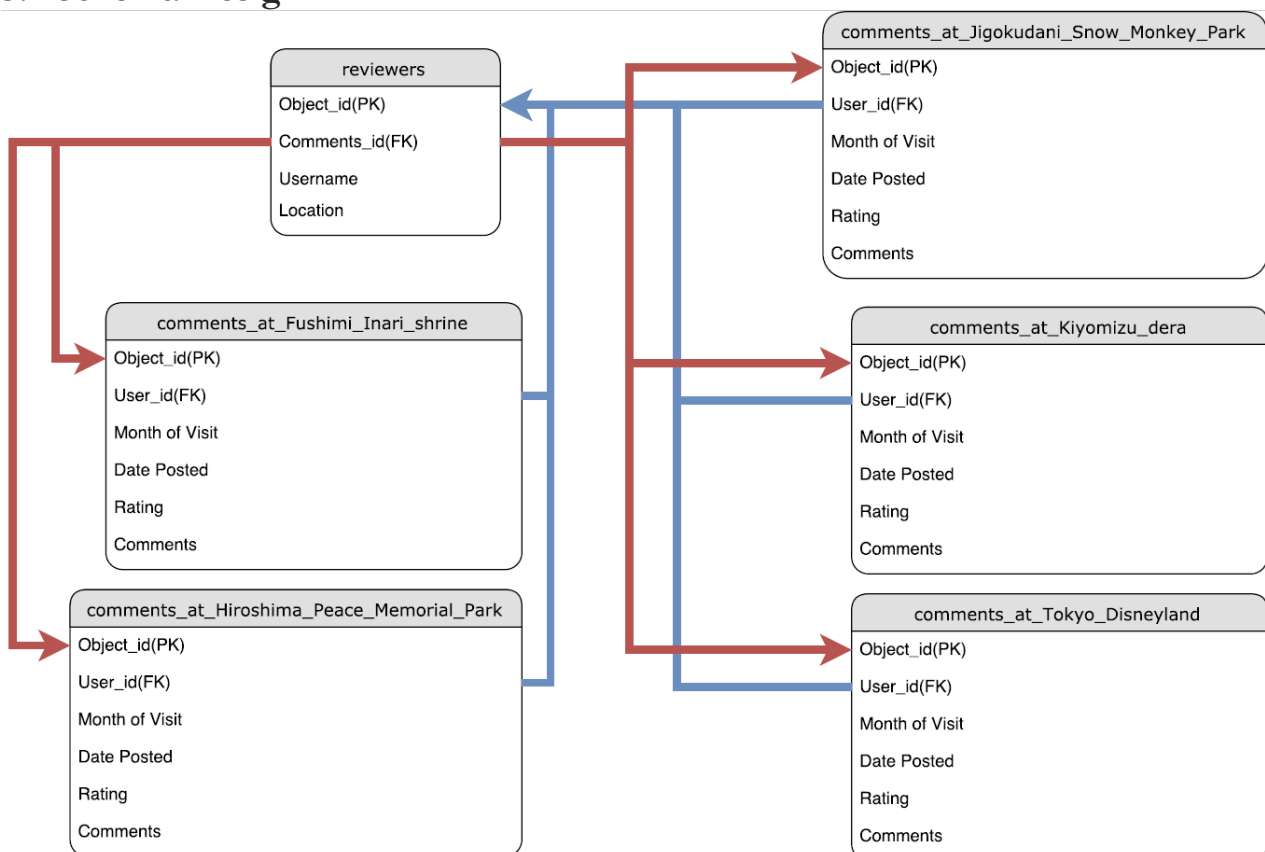 reviewers
Object_id(PK)
Comments_id(FK)
Username
Location
comments_at_Jigokudani_Snow_Monkey_Park
Object_id(PK)
User_id(FK)
Month of Visit
Date Posted
Rating
Comments
comments_at_Fushimi_Inari_shrine
Object_id(PK)
User_id(FK)
Month of Visit
Date Posted
Rating
Comments
comments_at_Kiyomizu_dera
Object_id(PK)
User_id(FK)
Month of Visit
Date Posted
Rating
Comments
comments_at_Hiroshima_Peace_Memorial_Park
Object_id(PK)
User_id(FK)
Month of Visit
Date Posted
Rating
Comments
comments_at_Tokyo_Disneyland
Object_id(PK)
User_id(FK)
Month of Visit
Date Posted
Rating
Comments